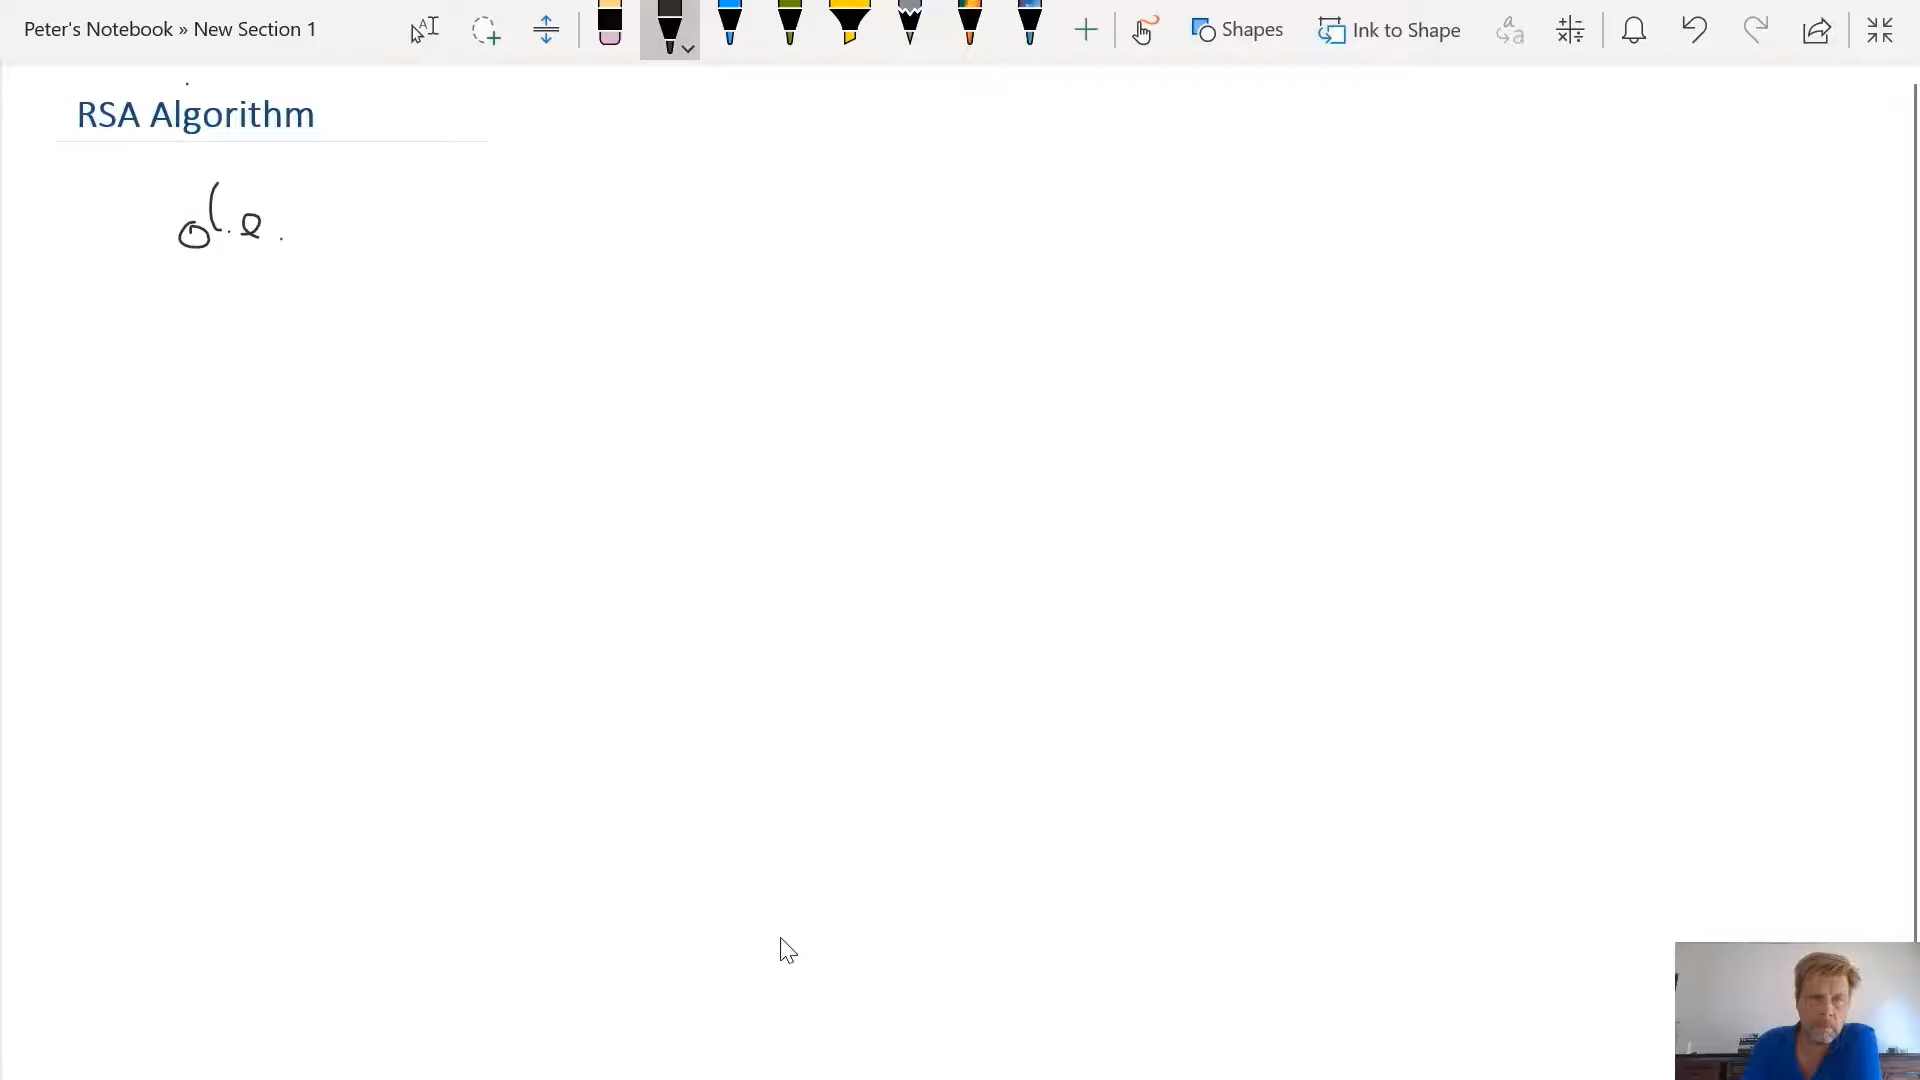 Peter's Notebook » New Section 1
Shapes
Ink to Shape
RSA Algorithm
d.e.